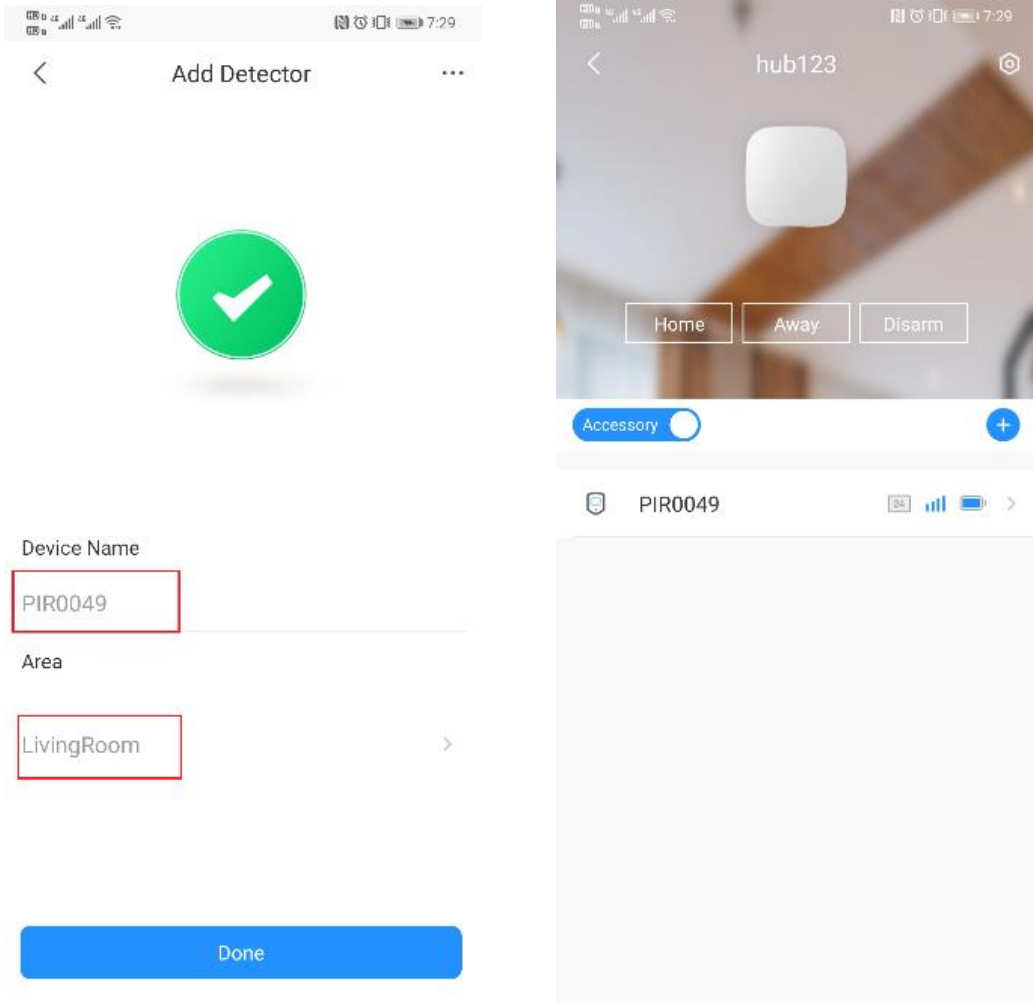 7:29
Add Detector
Device Name
PIR0049
Area
LivingRoom
Done
7:29
hub123
Home
Away
Disarm
Accessory
PIR0049
24